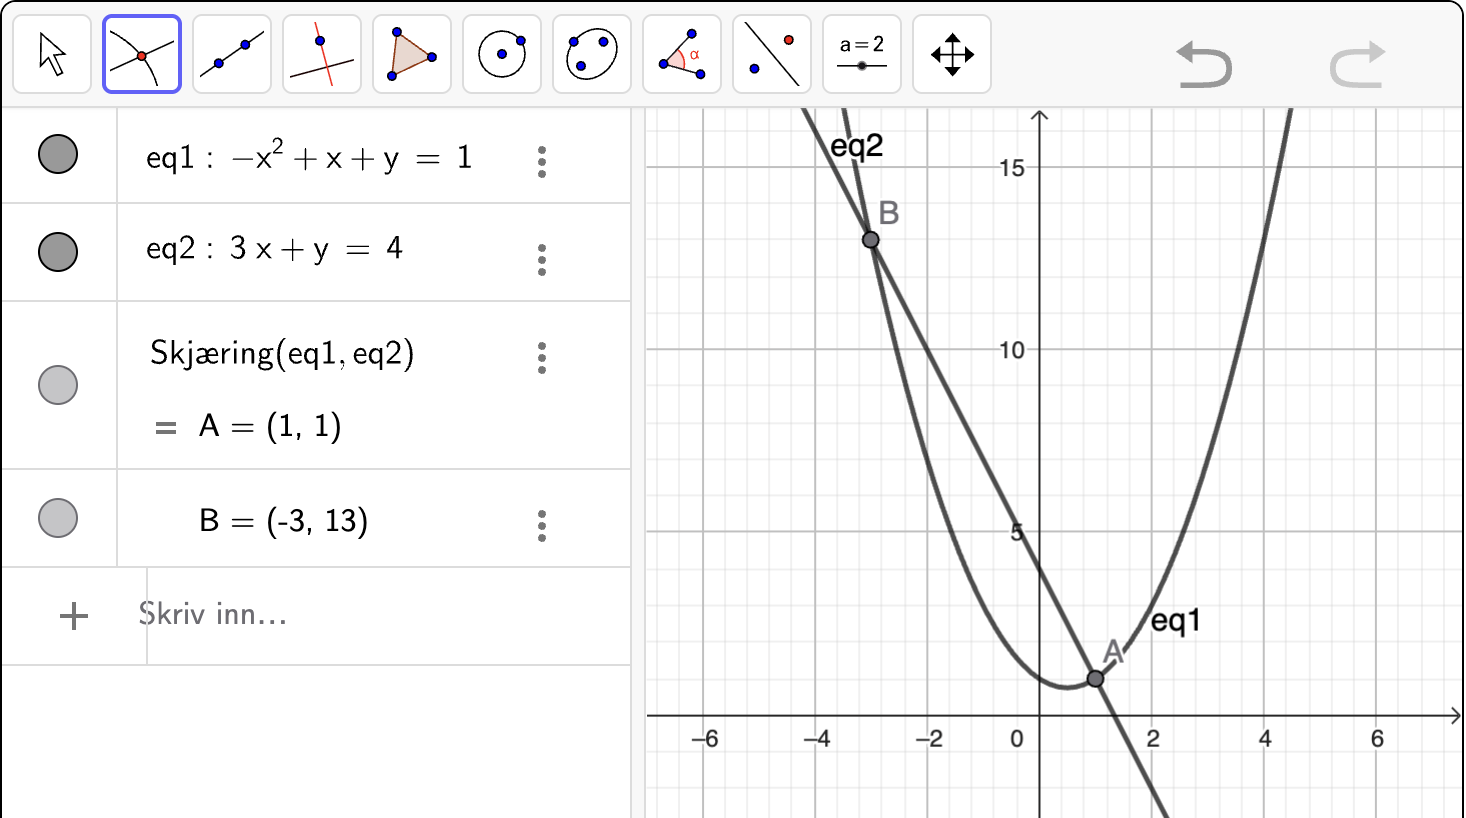 α
a=2
eq1 : −x² + x + y = 1
eq2 : 3 x + y = 4
Skjæring(eq1, eq2)
= A = (1, 1)
B = (-3, 13)
+ Skriv inn...
eq2
15
B
10
5
eq1
A
−6 −4 −2 0 2 4 6